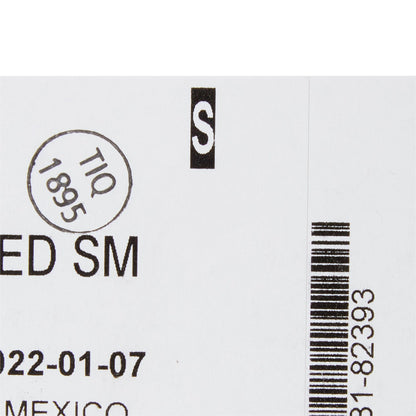 S
TIQ
1895
ED SM
022-01-07
MEXICO
31-82393